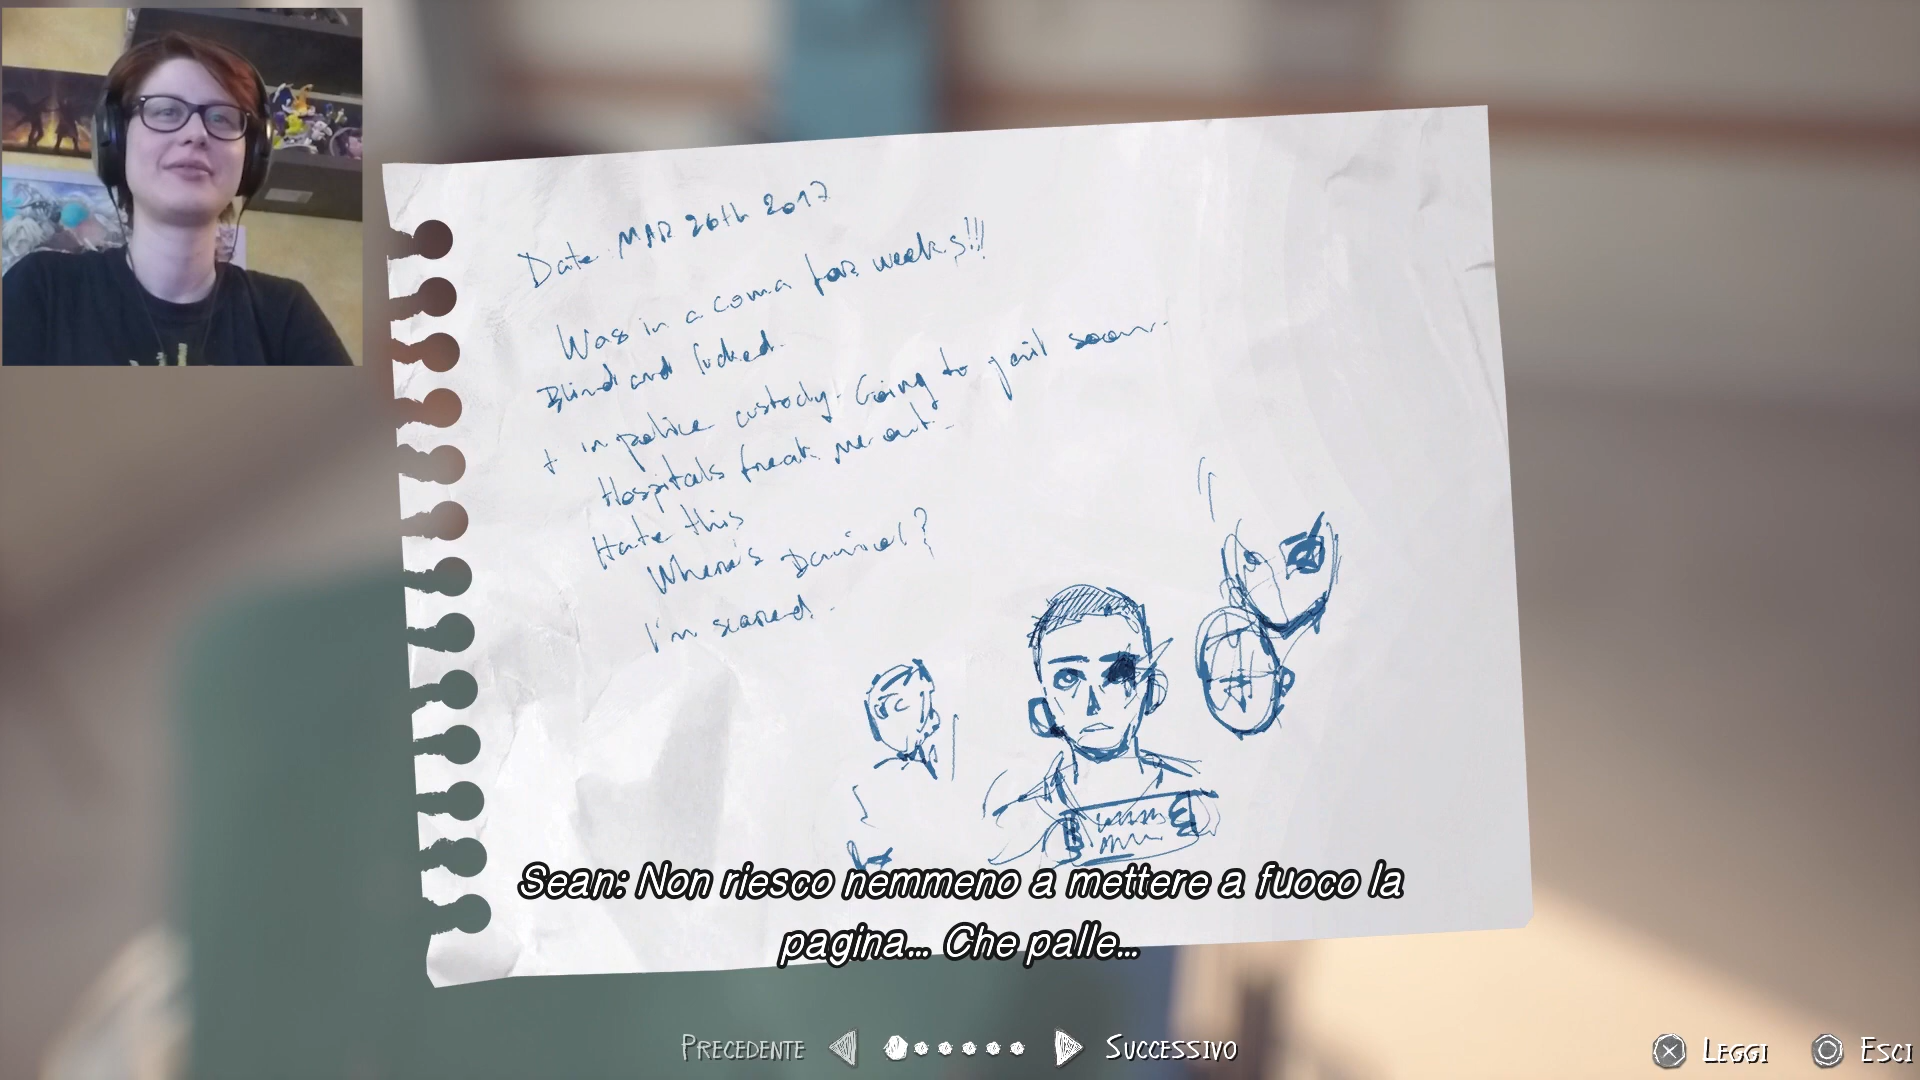 Date: MAR 26th 2017
Was in a coma for weeks!!!
Blind and fucked.
+ in police custody. Going to jail soon.
Hospitals freak me out.
Hate this
Where's Daniel?
I'm scared.
Sean: Non riesco nemmeno a mettere a fuoco la
pagina... Che palle...
Precedente Successivo Leggi Esci